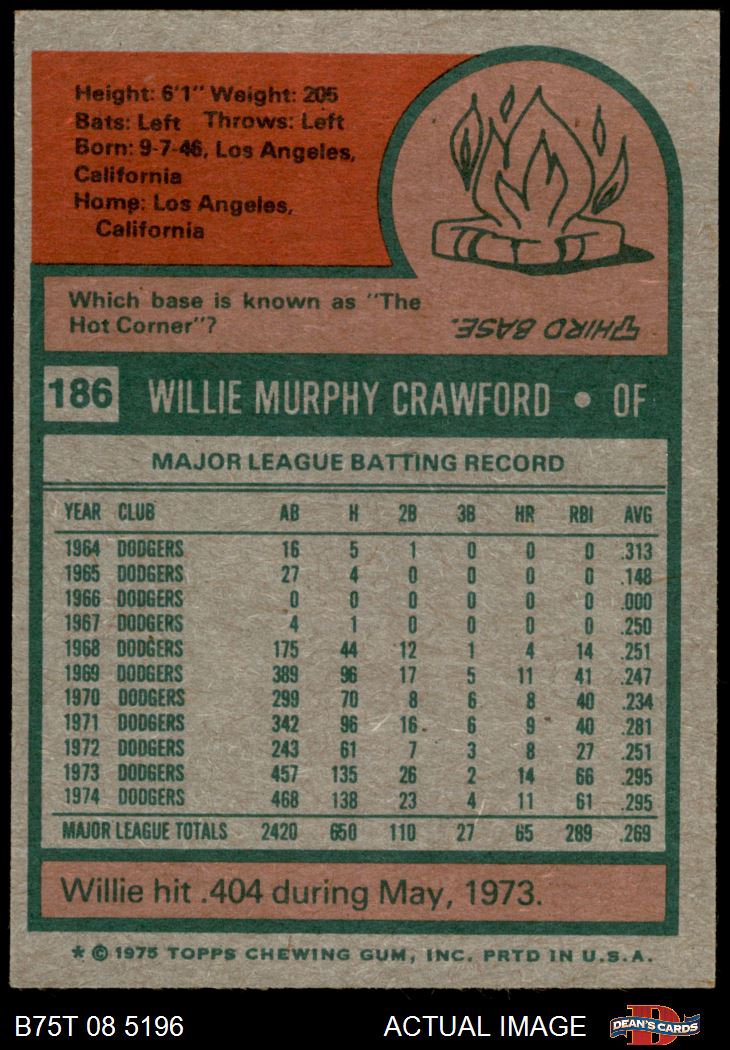 Height: 6'1" Weight: 205
Bats: Left Throws: Left
Born: 9-7-46, Los Angeles,
California
Home: Los Angeles,
California
Which base is known as "The
Hot Corner"?
THIRD BASE.
186 WILLIE MURPHY CRAWFORD • OF
MAJOR LEAGUE BATTING RECORD
YEAR CLUB AB H 2B 3B HR RBI AVG
1964 DODGERS 16 5 1 0 0 0 .313
1965 DODGERS 27 4 0 0 0 0 .148
1966 DODGERS 0 0 0 0 0 0 .000
1967 DODGERS 4 1 0 0 0 0 .250
1968 DODGERS 175 44 12 1 4 14 .251
1969 DODGERS 389 96 17 5 11 41 .247
1970 DODGERS 299 70 8 6 8 40 .234
1971 DODGERS 342 96 16 6 9 40 .281
1972 DODGERS 243 61 7 3 8 27 .251
1973 DODGERS 457 135 26 2 14 66 .295
1974 DODGERS 468 138 23 4 11 61 .295
MAJOR LEAGUE TOTALS 2420 650 110 27 65 289 .269
Willie hit .404 during May, 1973.
* © 1975 TOPPS CHEWING GUM, INC. PRTD IN U.S.A.
B75T 08 5196 ACTUAL IMAGE D DEAN'S CARDS